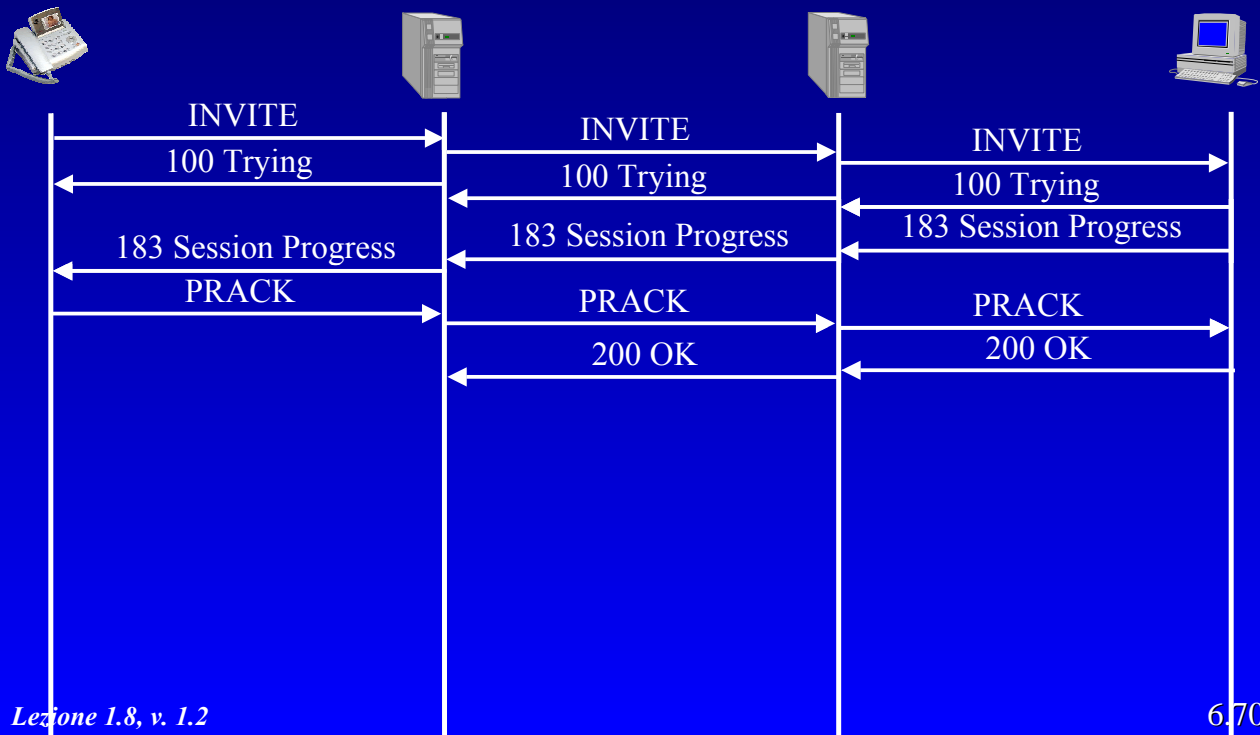 INVITE
INVITE
INVITE
100 Trying
100 Trying
100 Trying
183 Session Progress
183 Session Progress
183 Session Progress
PRACK
PRACK
PRACK
200 OK
200 OK
Lezione 1.8, v. 1.2
6.70